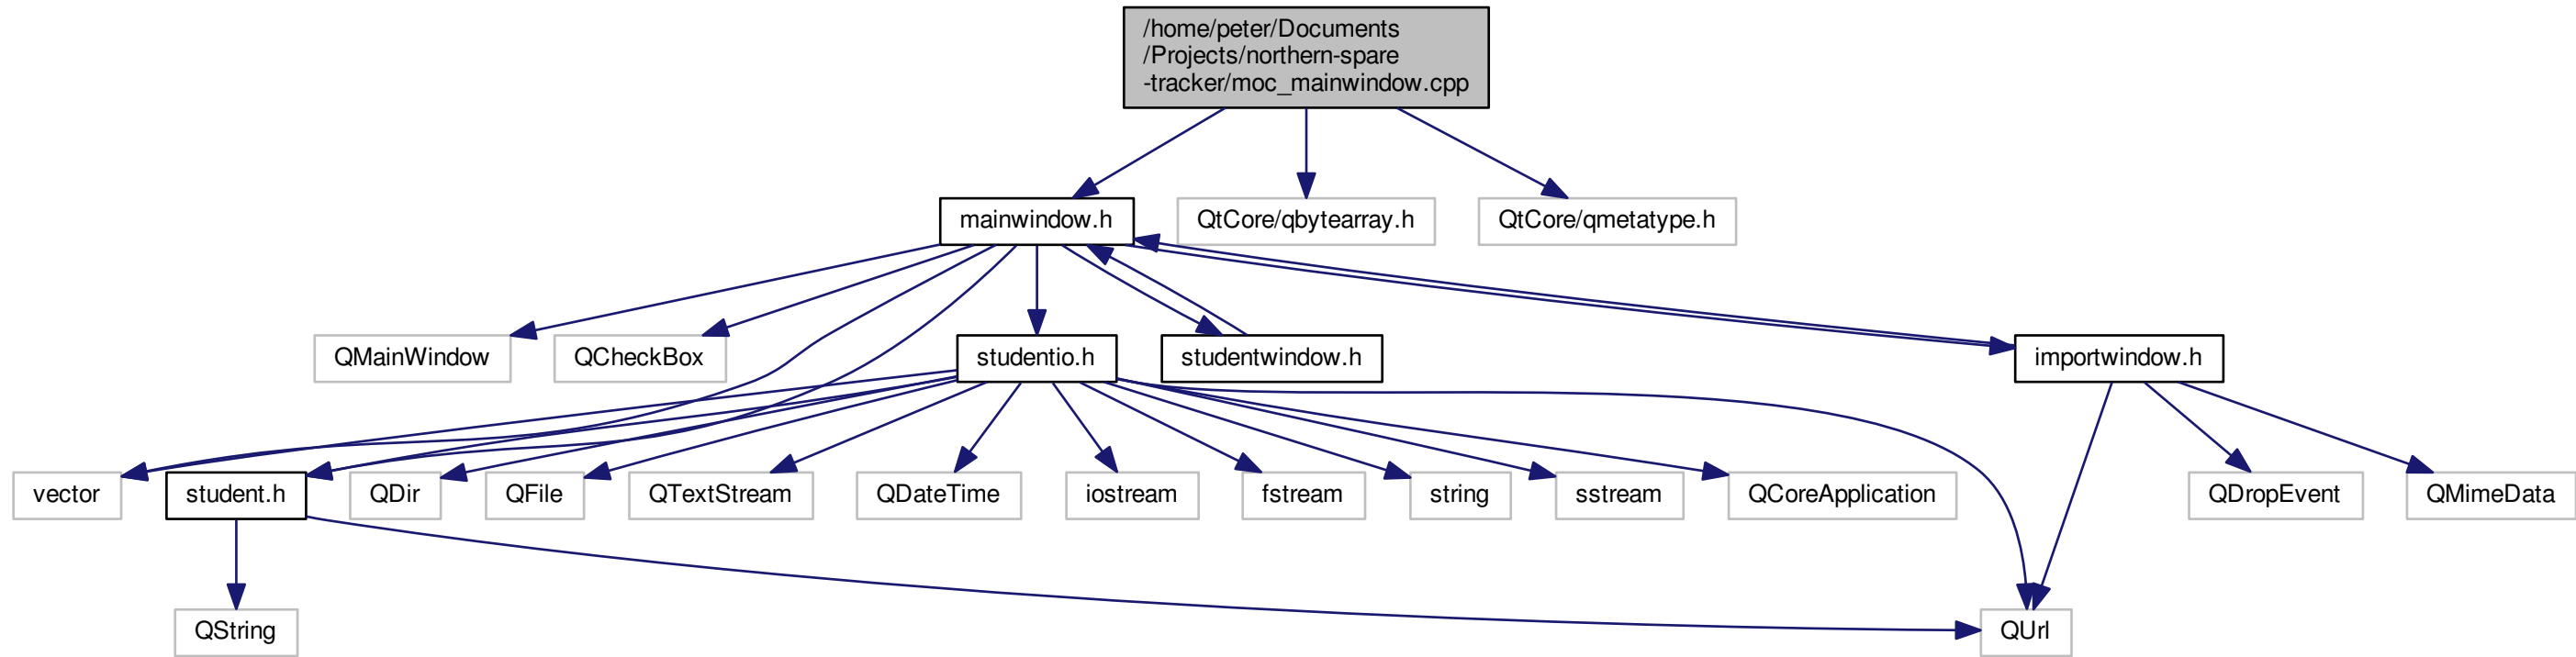 /home/peter/Documents
/Projects/northern-spare
-tracker/moc_mainwindow.cpp
mainwindow.h
QtCore/qbytearray.h
QtCore/qmetatype.h
QMainWindow
QCheckBox
studentio.h
studentwindow.h
importwindow.h
vector
student.h
QDir
QFile
QTextStream
QDateTime
iostream
fstream
string
sstream
QCoreApplication
QDropEvent
QMimeData
QString
QUrl